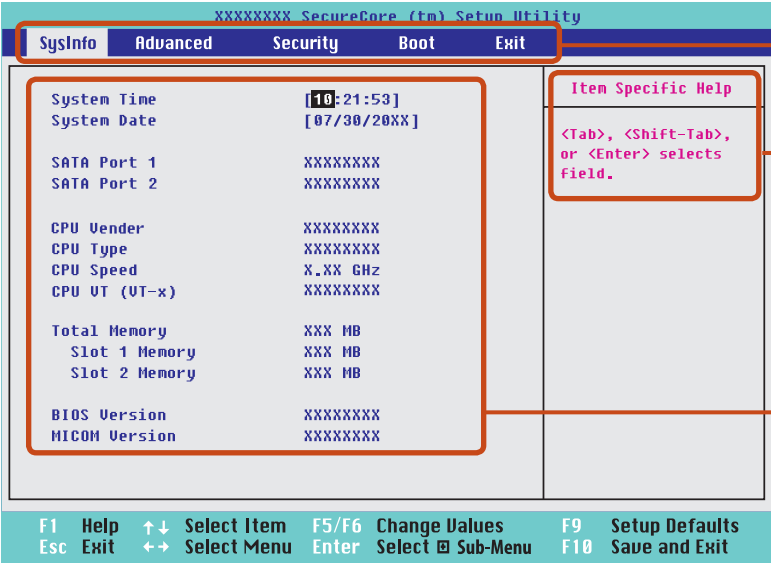 XXXXXXXX SecureCore (tm) Setup Utility
SysInfo Advanced Security Boot Exit
System Time [10:21:53]
System Date [07/30/20XX]
SATA Port 1 XXXXXXXX
SATA Port 2 XXXXXXXX
CPU Vender XXXXXXXX
CPU Type XXXXXXXX
CPU Speed X.XX GHz
CPU VT (VT-x) XXXXXXXX
Total Memory XXX MB
Slot 1 Memory XXX MB
Slot 2 Memory XXX MB
BIOS Version XXXXXXXX
MICOM Version XXXXXXXX
Item Specific Help
<Tab>, <Shift-Tab>,
or <Enter> selects
field.
F1 Help ↑↓ Select Item F5/F6 Change Values F9 Setup Defaults
Esc Exit ←→ Select Menu Enter Select Sub-Menu F10 Save and Exit